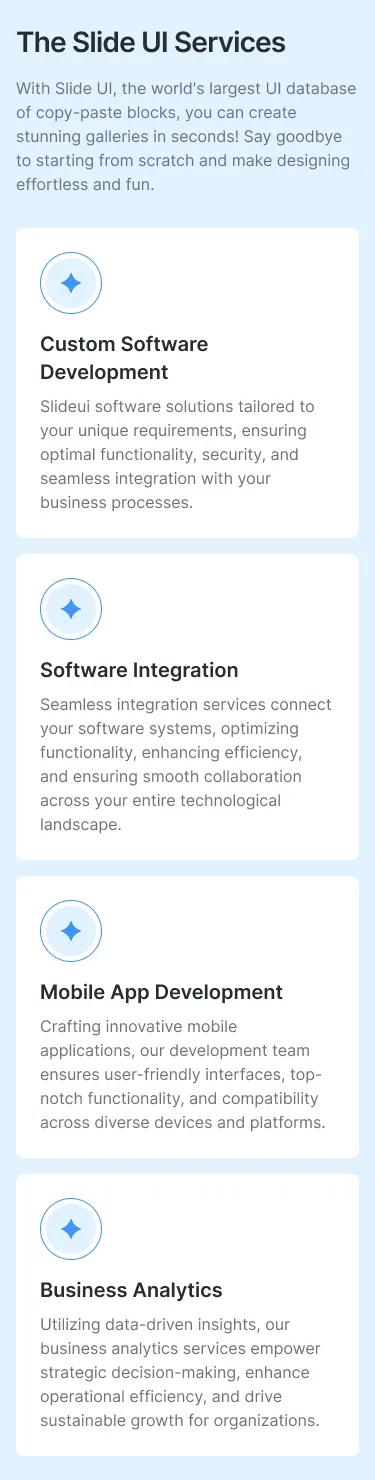 The Slide UI Services
With Slide UI, the world's largest UI database
of copy-paste blocks, you can create
stunning galleries in seconds! Say goodbye
to starting from scratch and make designing
effortless and fun.
Custom Software
Development
Slideui software solutions tailored to
your unique requirements, ensuring
optimal functionality, security, and
seamless integration with your
business processes.
Software Integration
Seamless integration services connect
your software systems, optimizing
functionality, enhancing efficiency,
and ensuring smooth collaboration
across your entire technological
landscape.
Mobile App Development
Crafting innovative mobile
applications, our development team
ensures user-friendly interfaces, top-
notch functionality, and compatibility
across diverse devices and platforms.
Business Analytics
Utilizing data-driven insights, our
business analytics services empower
strategic decision-making, enhance
operational efficiency, and drive
sustainable growth for organizations.